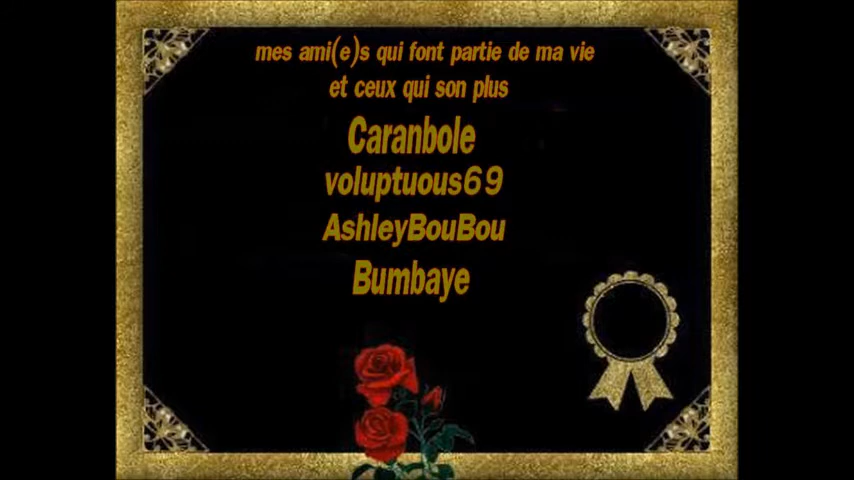 mes ami(e)s qui font partie de ma vie
et ceux qui son plus
Caranbole
voluptuous69
AshleyBouBou
Bumbaye